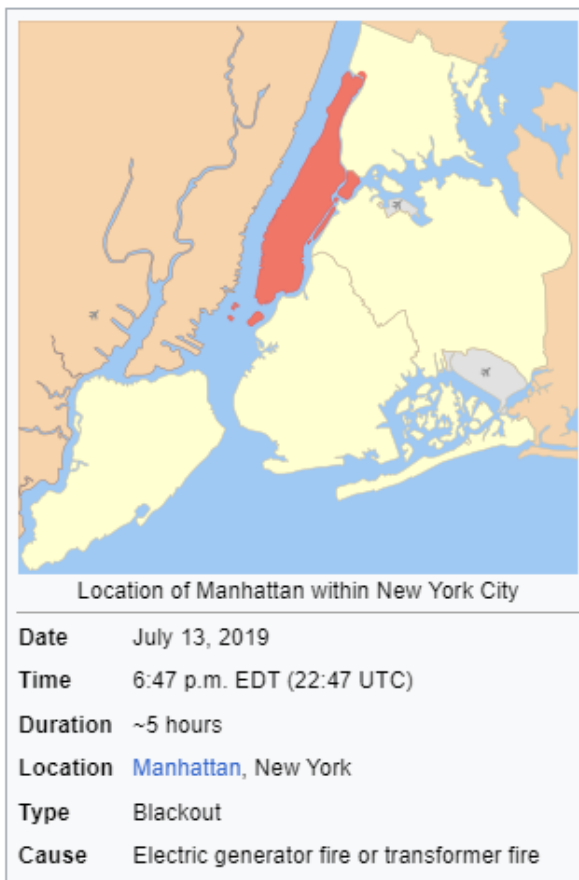 Location of Manhattan within New York City
Date July 13, 2019
Time 6:47 p.m. EDT (22:47 UTC)
Duration ~5 hours
Location Manhattan, New York
Type Blackout
Cause Electric generator fire or transformer fire